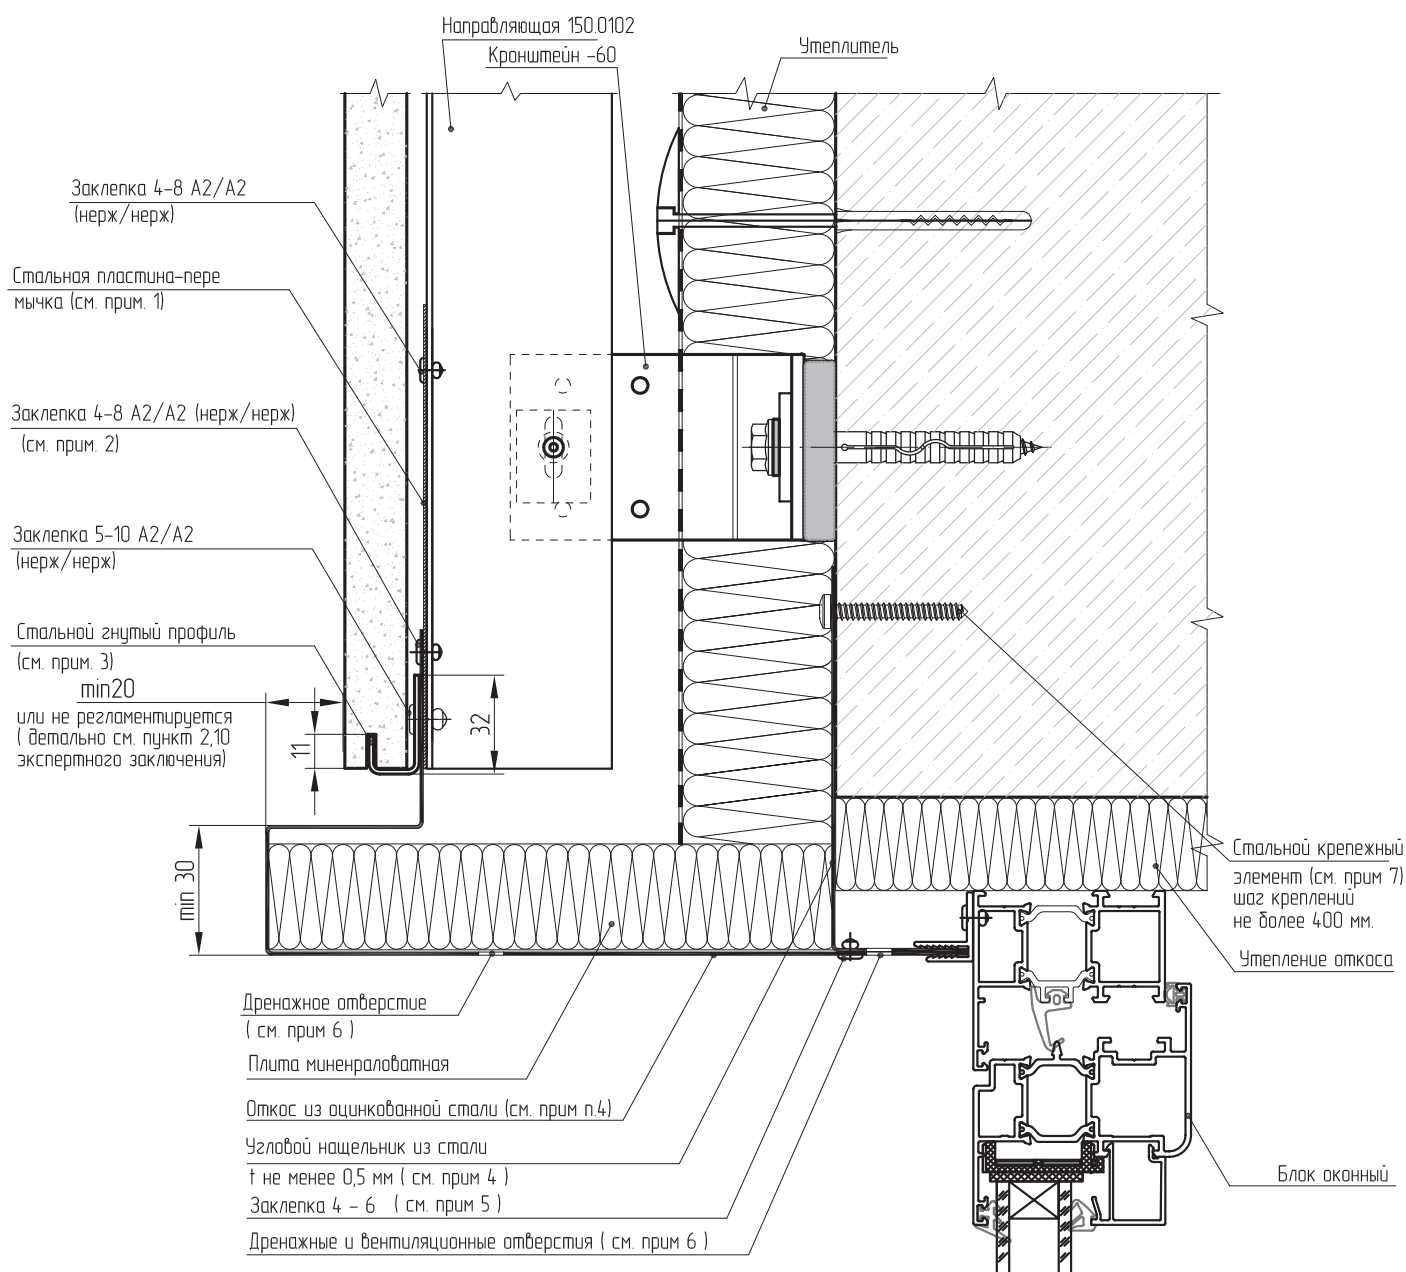 Направляющая 150.0102
Кронштейн -60
Утеплитель
Заклепка 4-8 А2/А2
(нерж/нерж)
Стальная пластина-пере
мычка (см. прим. 1)
Заклепка 4-8 А2/А2 (нерж/нерж)
(см. прим. 2)
Заклепка 5-10 А2/А2
(нерж/нерж)
Стальной гнутый профиль
(см. прим. 3)
min20
или не регламентируется
( детально см. пункт 2,10
экспертного заключения)
11
32
min 30
Стальной крепежный
элемент (см. прим 7)
шаг креплений
не более 400 мм.
Утепление откоса
Дренажное отверстие
( см. прим 6 )
Плита миненраловатная
Откос из оцинкованной стали (см. прим п.4)
Угловой нащельник из стали
t не менее 0,5 мм ( см. прим 4 )
Заклепка 4 - 6 ( см. прим 5 )
Дренажные и вентиляционные отверстия ( см. прим 6 )
Блок оконный